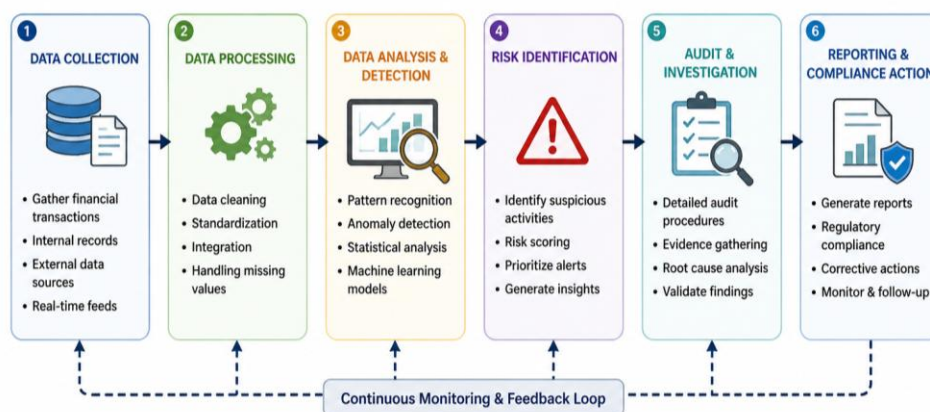 1
DATA COLLECTION
• Gather financial
transactions
• Internal records
• External data
sources
• Real-time feeds
2
DATA PROCESSING
• Data cleaning
• Standardization
• Integration
• Handling missing
values
3
DATA ANALYSIS &
DETECTION
• Pattern recognition
• Anomaly detection
• Statistical analysis
• Machine learning
models
4
RISK IDENTIFICATION
• Identify suspicious
activities
• Risk scoring
• Prioritize alerts
• Generate insights
5
AUDIT &
INVESTIGATION
• Detailed audit
procedures
• Evidence gathering
• Root cause analysis
• Validate findings
6
REPORTING &
COMPLIANCE ACTION
• Generate reports
• Regulatory
compliance
• Corrective actions
• Monitor & follow-up
Continuous Monitoring & Feedback Loop